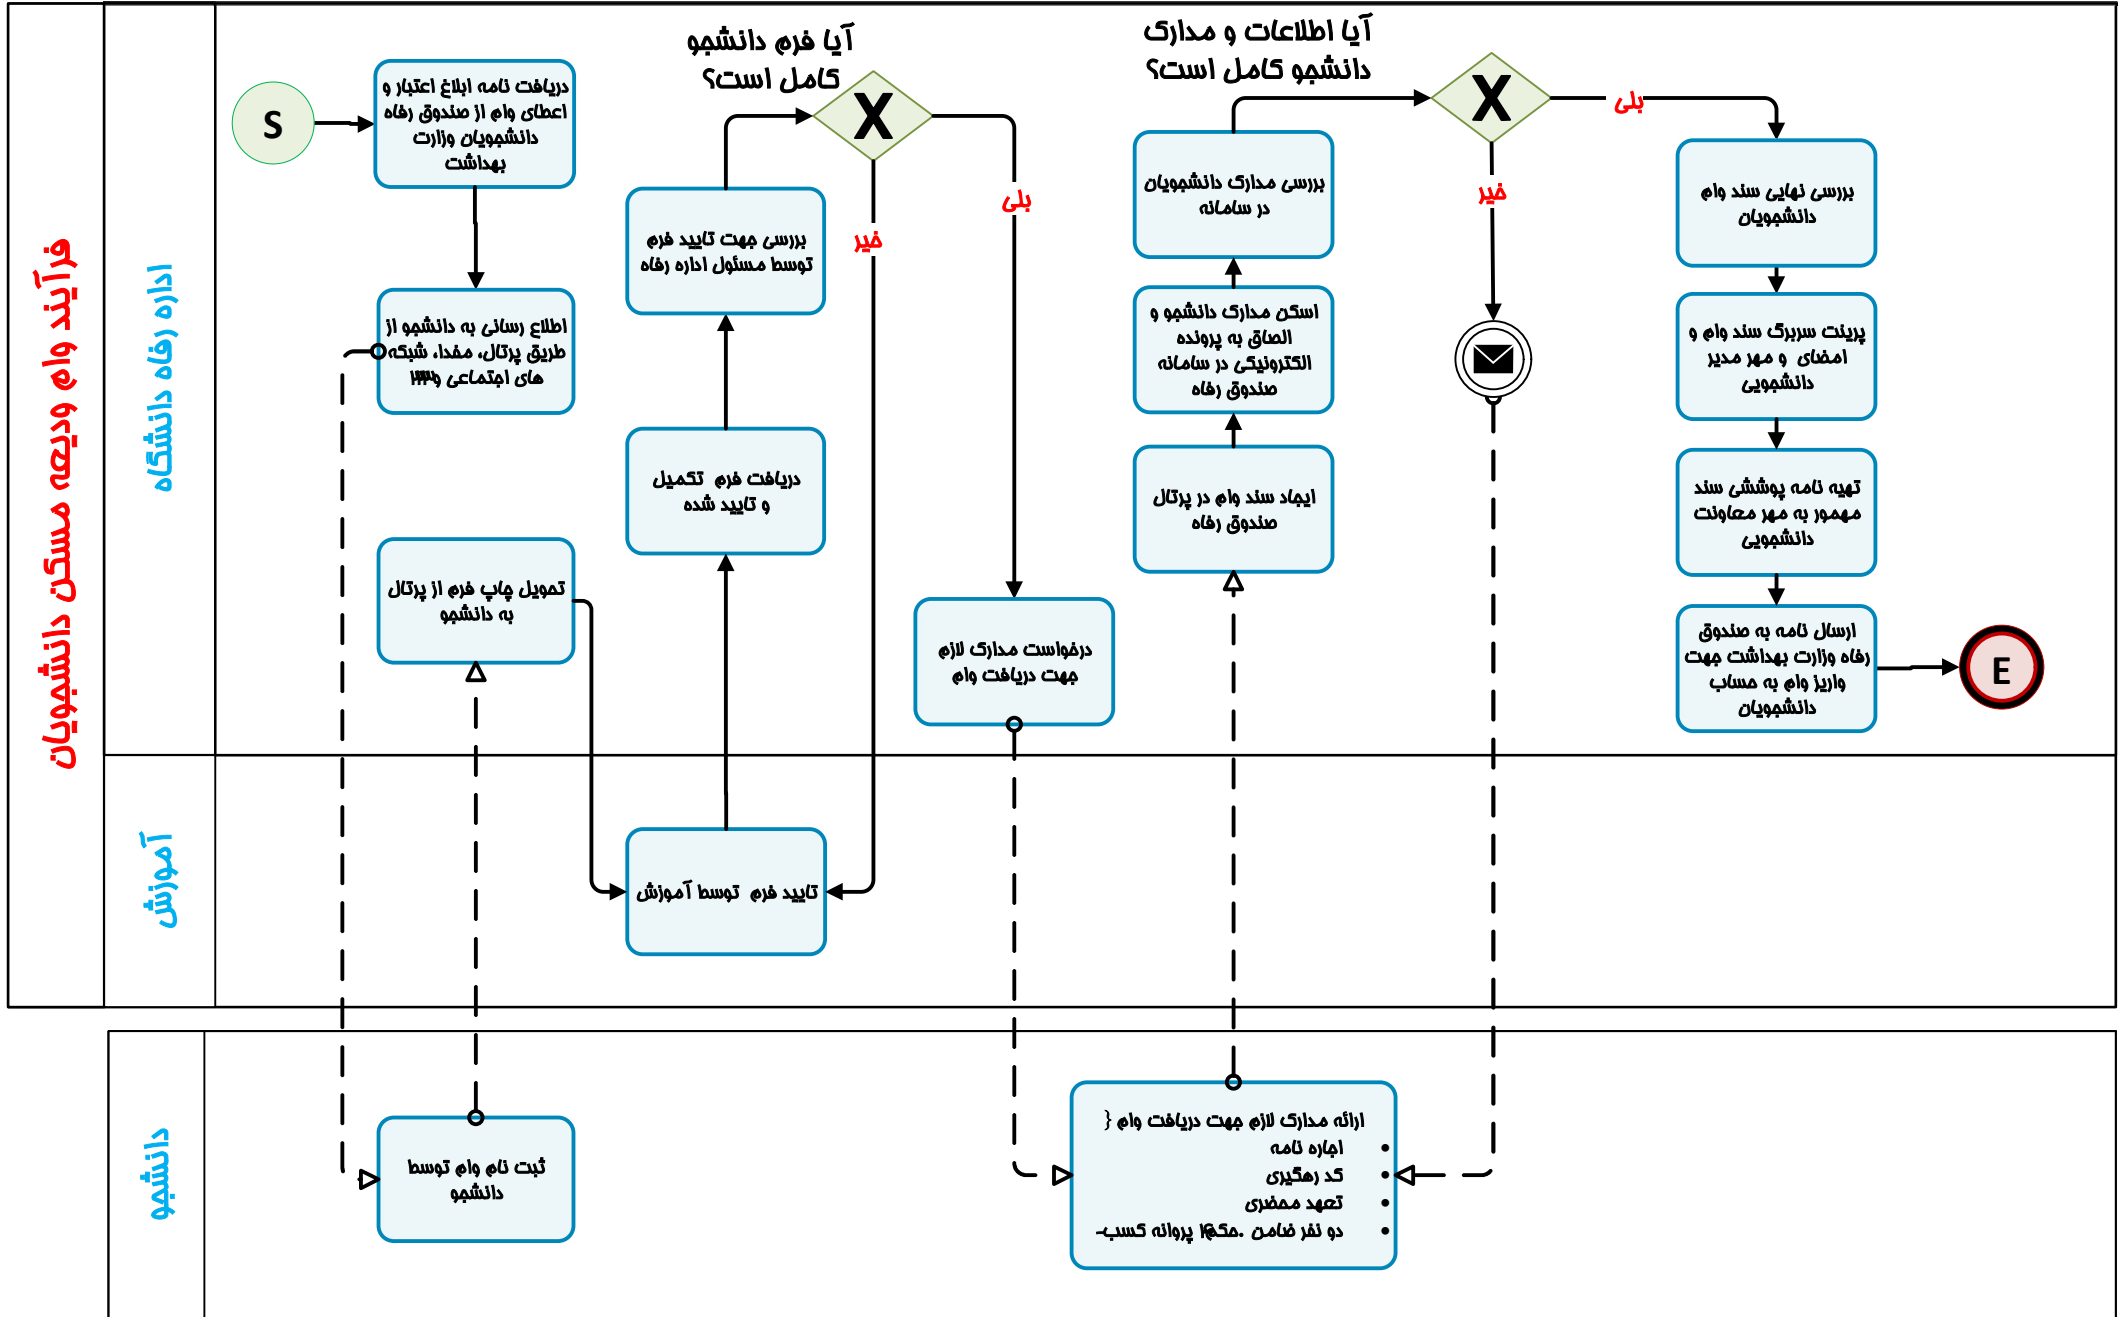 فرآیند وام ودیعه مسکن دانشجویان
اداره رفاه دانشگاه
آموزش
دانشجو
S
دریافت نامه ابلاغ اعتبار و
اعطای وام از صندوق رفاه
دانشجویان وزارت
بهداشت
اطلاع رسانی به دانشجو از
طریق پرتال، مفدا، شبکه
های اجتماعی و
ثبت نام وام توسط
دانشجو
تحویل چاپ فرم از پرتال
به دانشجو
تایید فرم توسط آموزش
دریافت فرم تکمیل
و تایید شده
بررسی جهت تایید فرم
توسط مسئول اداره رفاه
آیا فرم دانشجو
کامل است؟
X
خیر
بلی
درخواست مدارک لازم
جهت دریافت وام
ارائه مدارک لازم جهت دریافت وام {
• اجاره نامه
• کد رهگیری
• تعهد محضری
• دو نفر ضامن .حکم پروانه کسب-
ایجاد سند وام در پرتال
صندوق رفاه
اسکن مدارک دانشجو و
الصاق به پرونده
الکترونیکی در سامانه
صندوق رفاه
بررسی مدارک دانشجویان
در سامانه
آیا اطلاعات و مدارک
دانشجو کامل است؟
X
خیر
بلی
بررسی نهایی سند وام
دانشجویان
پرینت سربرگ سند وام و
امضای و مهر مدیر
دانشجویی
تهیه نامه پوششی سند
ممهور به مهر معاونت
دانشجویی
ارسال نامه به صندوق
رفاه وزارت بهداشت جهت
واریز وام به حساب
دانشجویان
E